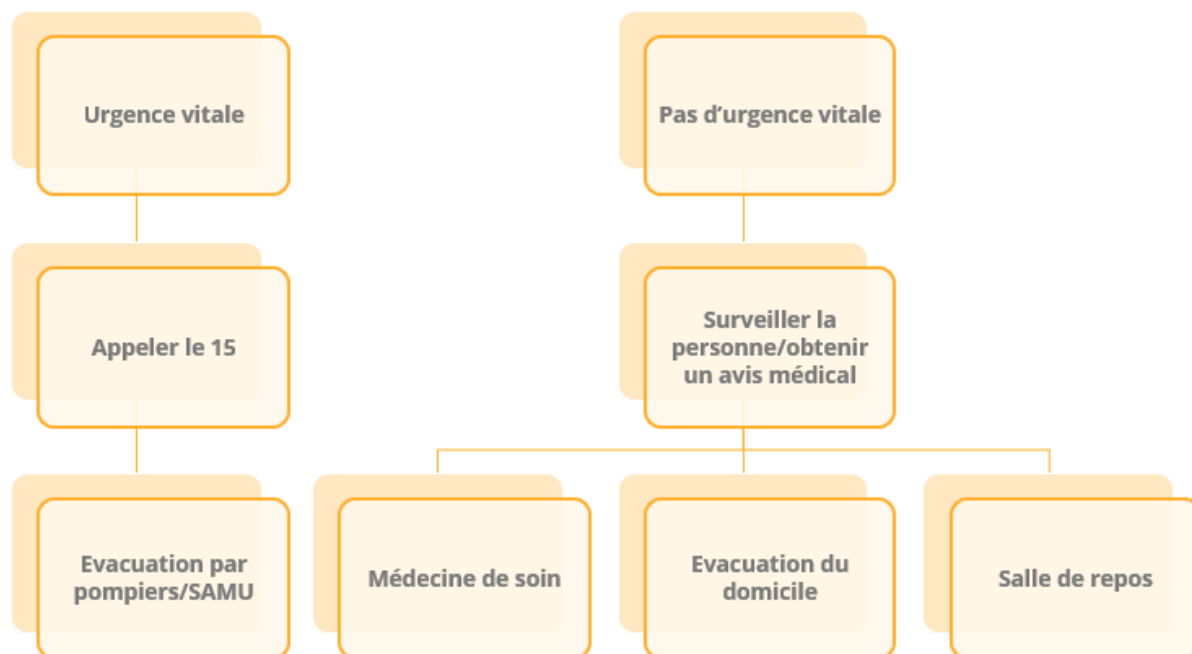 Urgence vitale
Pas d’urgence vitale
Appeler le 15
Surveiller la
personne/obtenir
un avis médical
Evacuation par
pompiers/SAMU
Médecine de soin
Evacuation du
domicile
Salle de repos